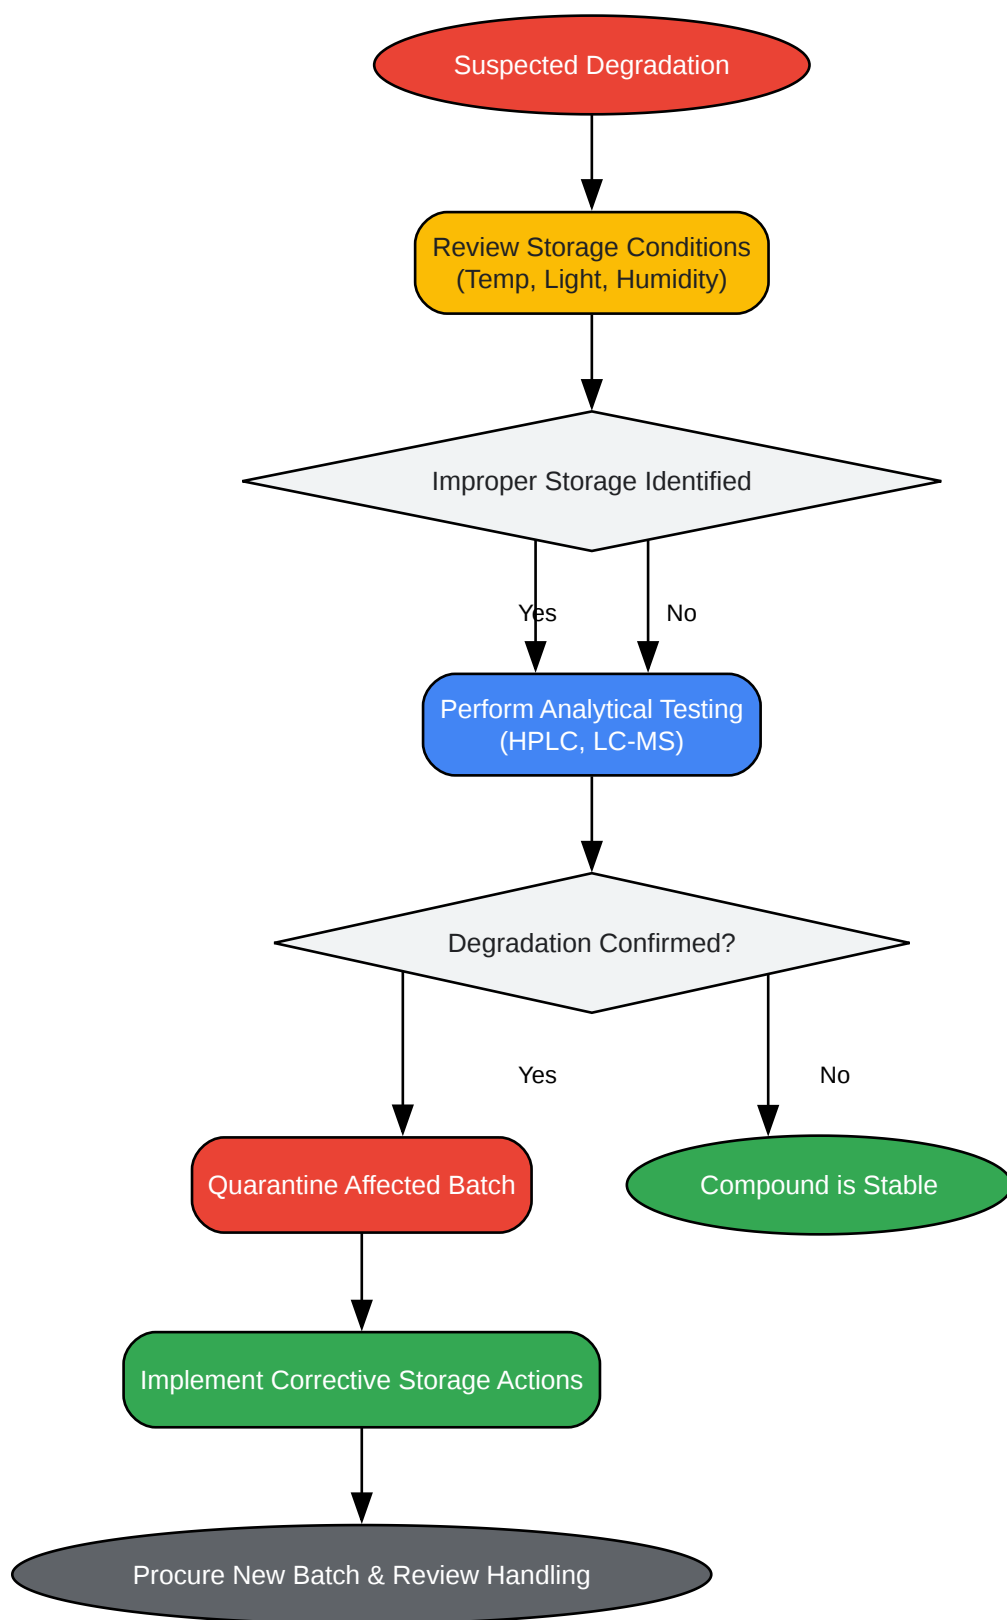 Suspected Degradation
Review Storage Conditions
(Temp, Light, Humidity)
Improper Storage Identified
Yes
No
Perform Analytical Testing
(HPLC, LC-MS)
Degradation Confirmed?
Yes
No
Quarantine Affected Batch
Compound is Stable
Implement Corrective Storage Actions
Procure New Batch & Review Handling